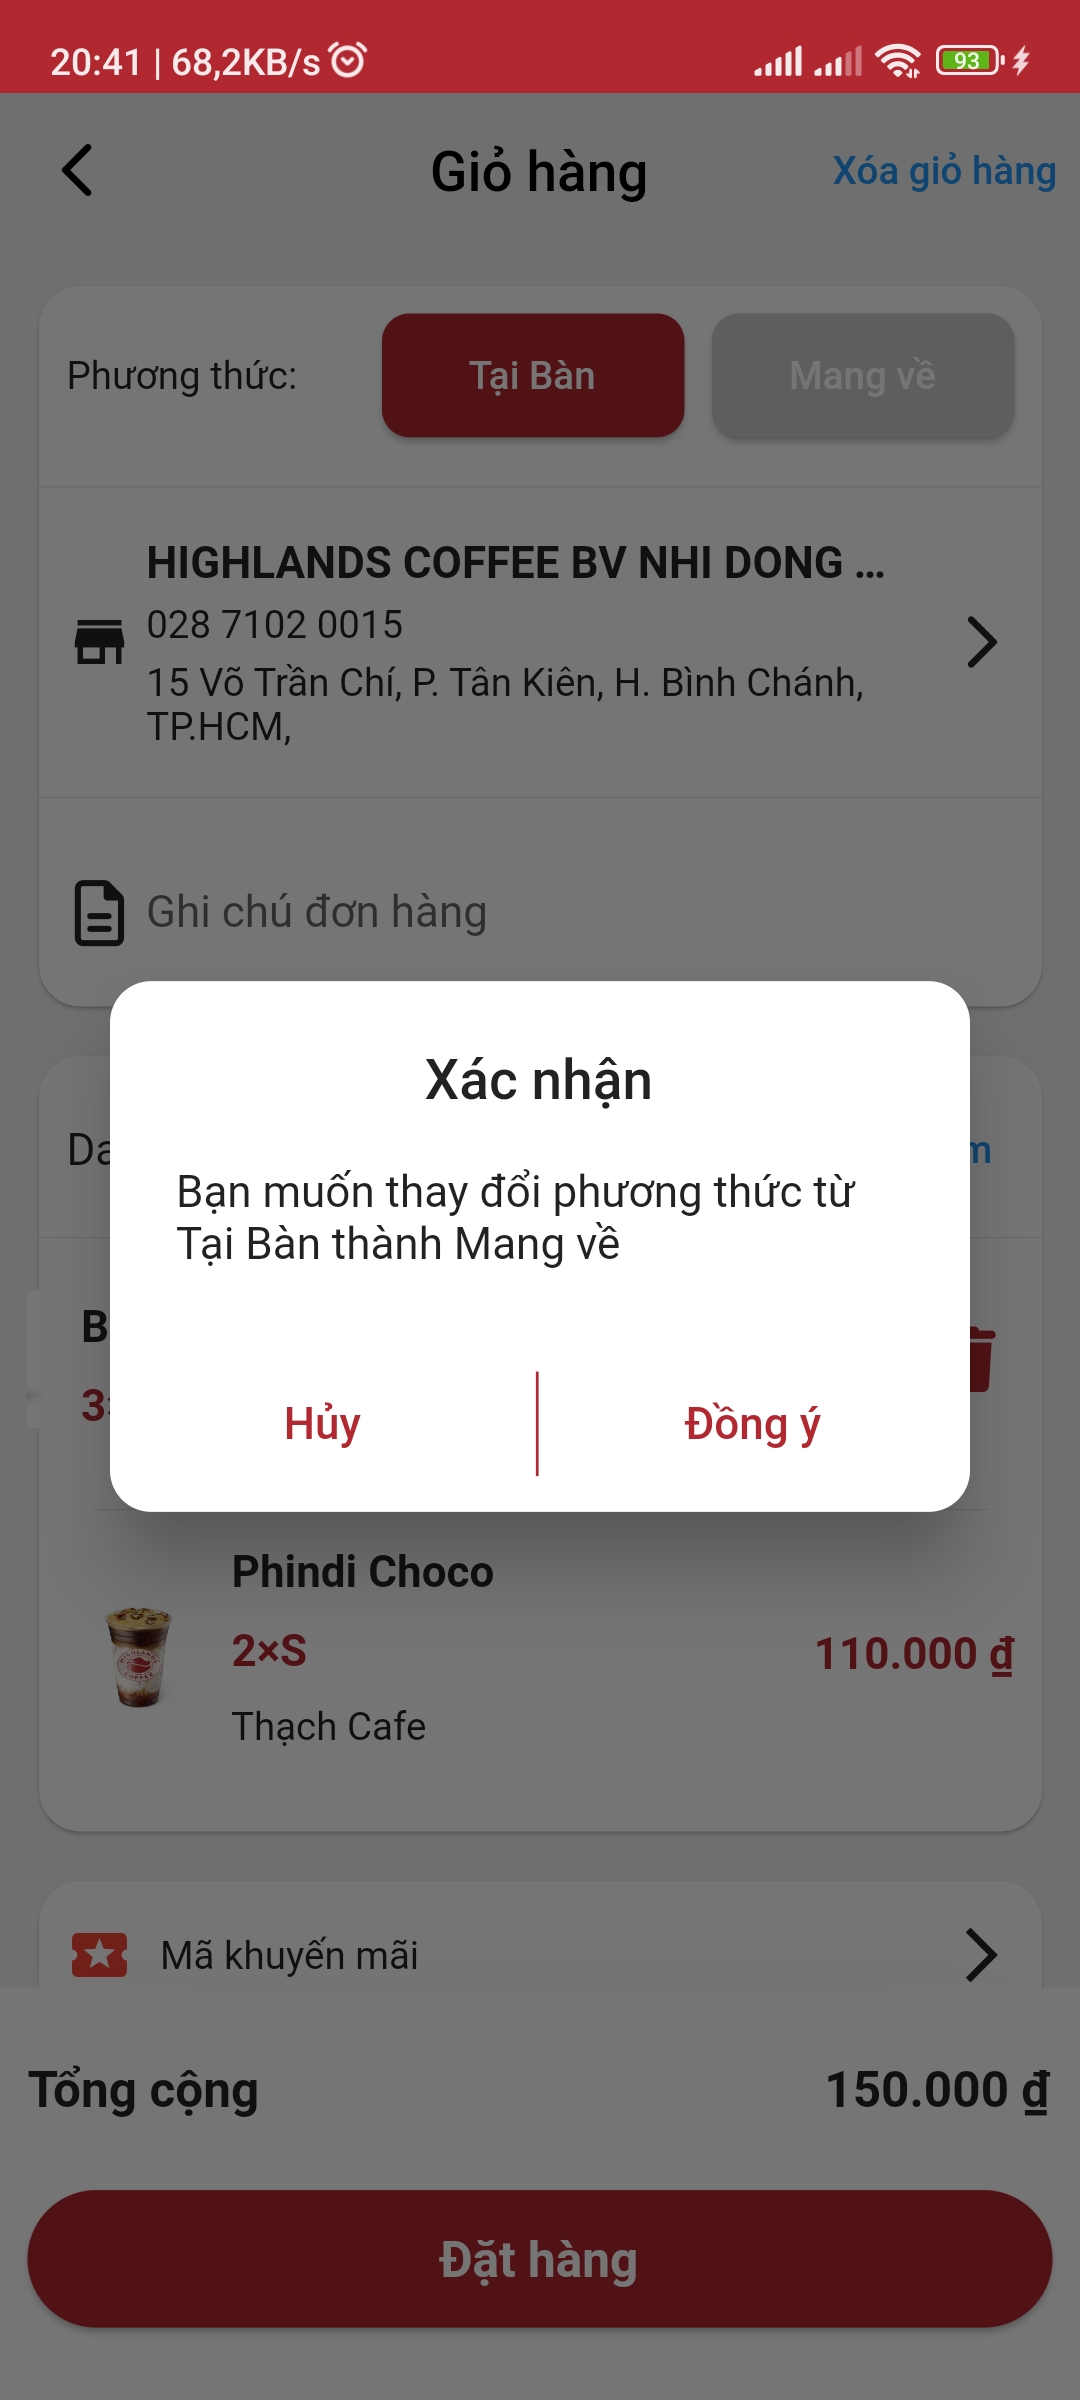 20:41 | 68,2KB/s
93
Giỏ hàng
Xóa giỏ hàng
Phương thức:
Tại Bàn
Mang về
HIGHLANDS COFFEE BV NHI DONG ...
028 7102 0015
15 Võ Trần Chí, P. Tân Kiên, H. Bình Chánh,
TP.HCM,
Ghi chú đơn hàng
Xác nhận
Bạn muốn thay đổi phương thức từ
Tại Bàn thành Mang về
Hủy
Đồng ý
Phindi Choco
2×S
110.000 ₫
HIGHLANDS
COFFEE
Thạch Cafe
Mã khuyến mãi
Tổng cộng
150.000 ₫
Đặt hàng